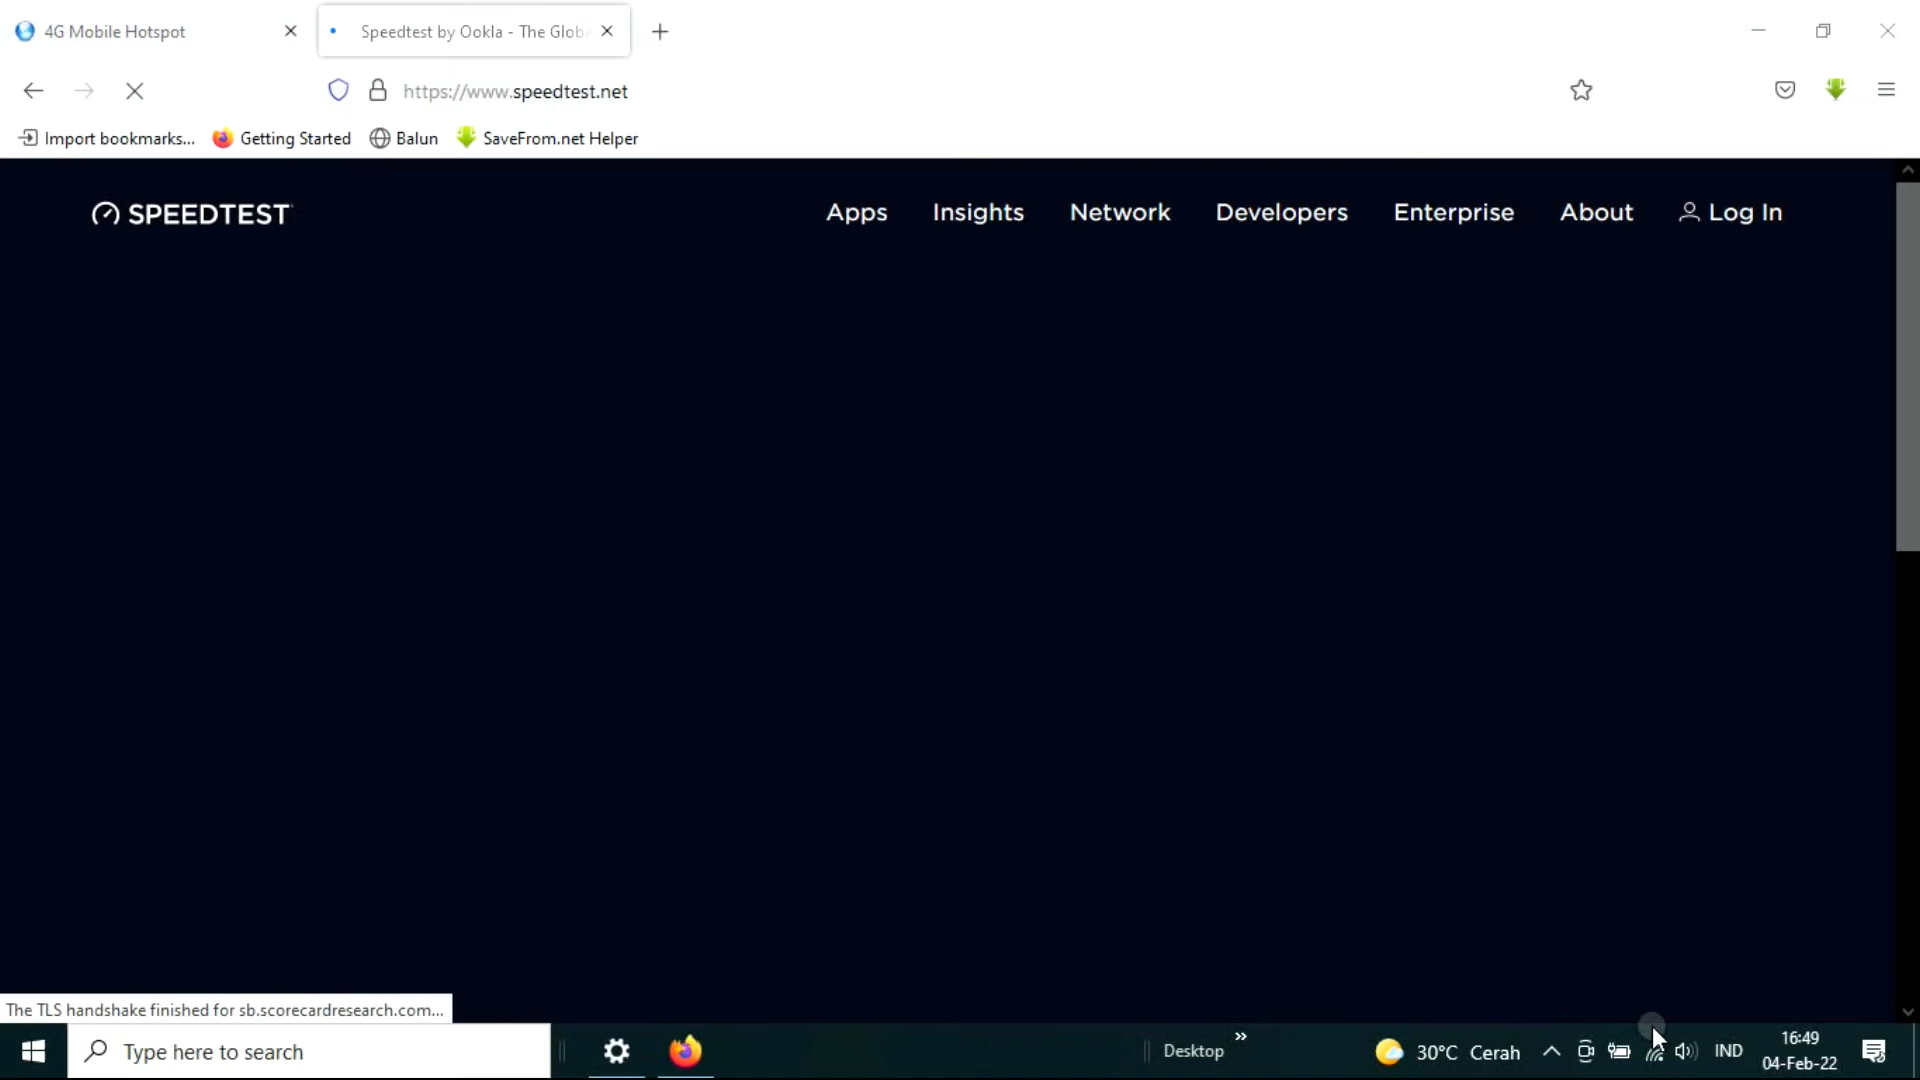 4G Mobile Hotspot
Speedtest by Ookla - The Glob
https://www.speedtest.net
Import bookmarks...
Getting Started
Balun
SaveFrom.net Helper
SPEEDTEST
Apps
Insights
Network
Developers
Enterprise
About
Log In
The TLS handshake finished for sb.scorecardresearch.com...
Type here to search
Desktop
30°C Cerah
IND
16:49
04-Feb-22